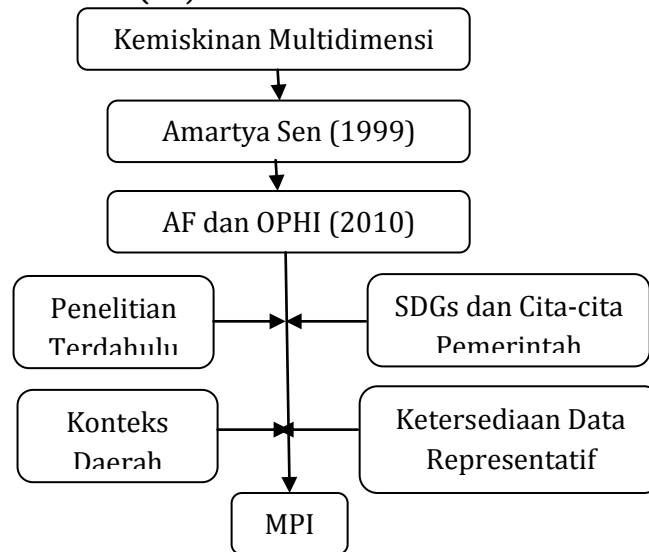 Kemiskinan Multidimensi
Amartya Sen (1999)
AF dan OPHI (2010)
Penelitian
Terdahulu
SDGs dan Cita-cita
Pemerintah
Konteks
Daerah
Ketersediaan Data
Representatif
MPI